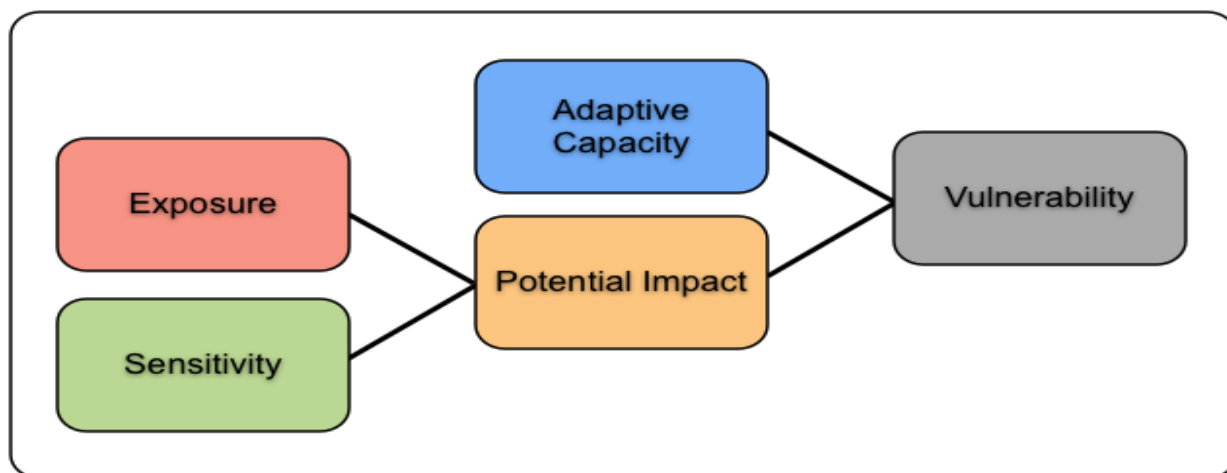 Adaptive
Capacity
Exposure
Vulnerability
Potential Impact
Sensitivity